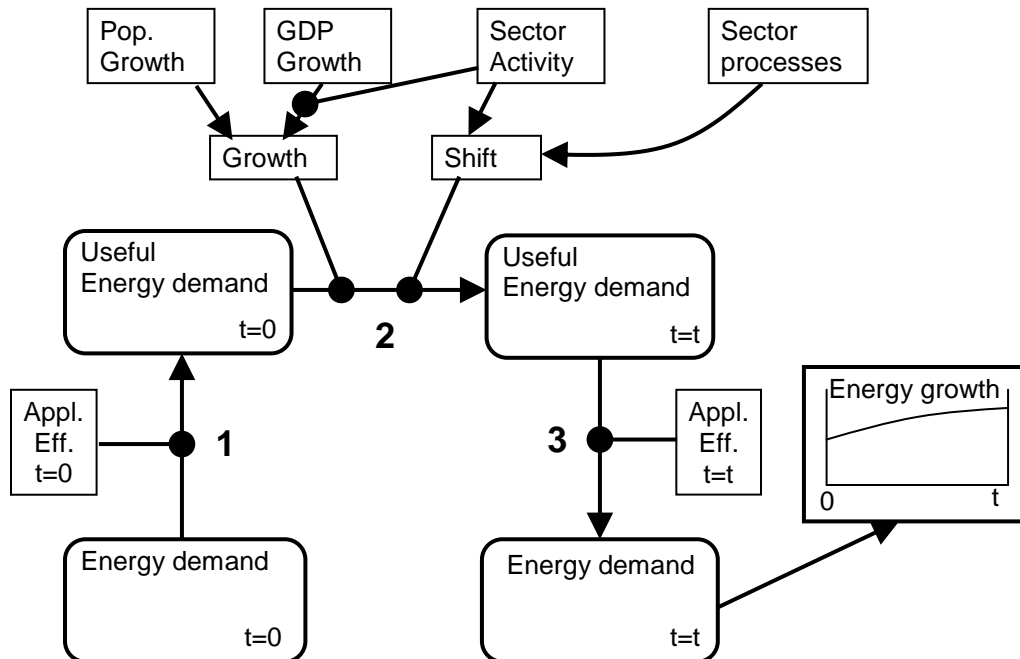 Pop.
Growth
GDP
Growth
Sector
Activity
Sector
processes
Growth
Shift
Useful
Energy demand
t=0
2
Useful
Energy demand
t=t
Appl.
Eff.
t=0
1
3
Appl.
Eff.
t=t
Energy growth
0
t
Energy demand
t=0
Energy demand
t=t